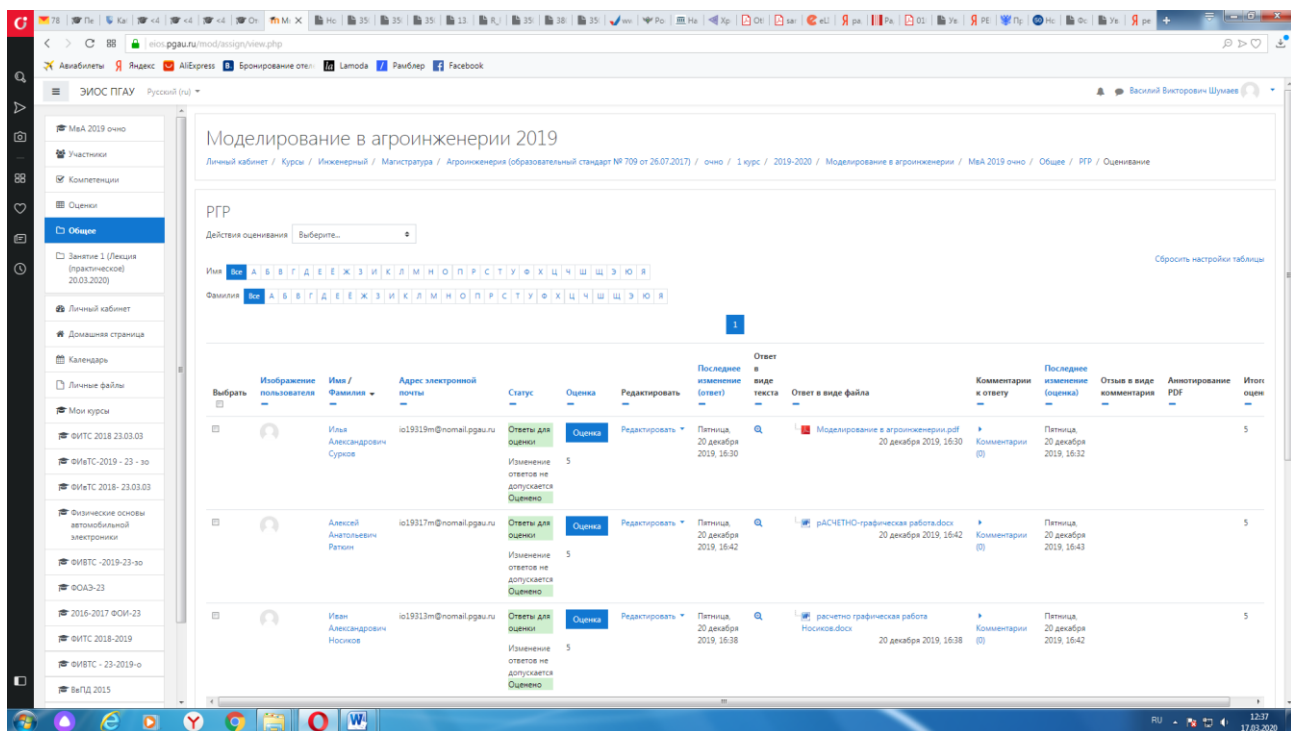 eios.pgau.ru/mod/assign/view.php
Авиабилеты Яндекс AliExpress Lamoda Рамблер Facebook
ЭИОС ПГАУ Русский (ru)
Василий Викторович Шумаев
МвА 2019 очно
Участники
Компетенции
Оценки
Общее
Занятие 1 (Лекция
(практическое)
20.03.2020)
Личный кабинет
Домашняя страница
Календарь
Личные файлы
Мои курсы
ФИТС 2018 23.03.03
ФИвТС-2019 - 23 - зо
ФИвТС 2018- 23.03.03
Физические основы
автомобильной
электроники
ФИВТС -2019-23-зо
ФОАЭ-23
2016-2017 ФОИ-23
ФИТС 2018-2019
ФИВТС - 23-2019-о
ВвПД 2015
Моделирование в агроинженерии 2019
Личный кабинет / Курсы / Инженерный / Магистратура / Агроинженерия (образовательный стандарт № 709 от 26.07.2017) / очно / 1 курс / 2019-2020 / Моделирование в агроинженерии / МвА 2019 очно / Общее / РГР / Оценивание
РГР
Действия оценивания Выберите...
Сбросить настройки таблицы
Имя Все А Б В Г Д Е Ё Ж З И К Л М Н О П Р С Т У Ф Х Ц Ч Ш Щ Э Ю Я
Фамилия Все А Б В Г Д Е Ё Ж З И К Л М Н О П Р С Т У Ф Х Ц Ч Ш Щ Э Ю Я
1
Выбрать
Изображение
пользователя
Имя /
Фамилия
Адрес электронной
почты
Статус
Оценка
Редактировать
Последнее
изменение
(ответ)
Ответ
в
виде
текста
Ответ в виде файла
Комментарии
к ответу
Последнее
изменение
(оценка)
Отзыв в виде
комментария
Аннотирование
PDF
Итого
оцен
Илья
Александрович
Сурков
io19319m@nomail.pgau.ru
Ответы для
оценки
Изменение
ответов не
допускается
Оценено
Оценка
5
Редактировать
Пятница,
20 декабря
2019, 16:30
Моделирование в агроинженерии.pdf
20 декабря 2019, 16:30
Комментарии
(0)
Пятница,
20 декабря
2019, 16:32
5
Алексей
Анатольевич
Раткин
io19317m@nomail.pgau.ru
Ответы для
оценки
Изменение
ответов не
допускается
Оценено
Оценка
5
Редактировать
Пятница,
20 декабря
2019, 16:42
рАСЧЕТНО-графическая работа.docx
20 декабря 2019, 16:42
Комментарии
(0)
Пятница,
20 декабря
2019, 16:43
5
Иван
Александрович
Носиков
io19313m@nomail.pgau.ru
Ответы для
оценки
Изменение
ответов не
допускается
Оценено
Оценка
5
Редактировать
Пятница,
20 декабря
2019, 16:38
расчетно графическая работа
Носиков.docx
20 декабря 2019, 16:38
Комментарии
(0)
Пятница,
20 декабря
2019, 16:42
5
RU
12:37
17.03.2020